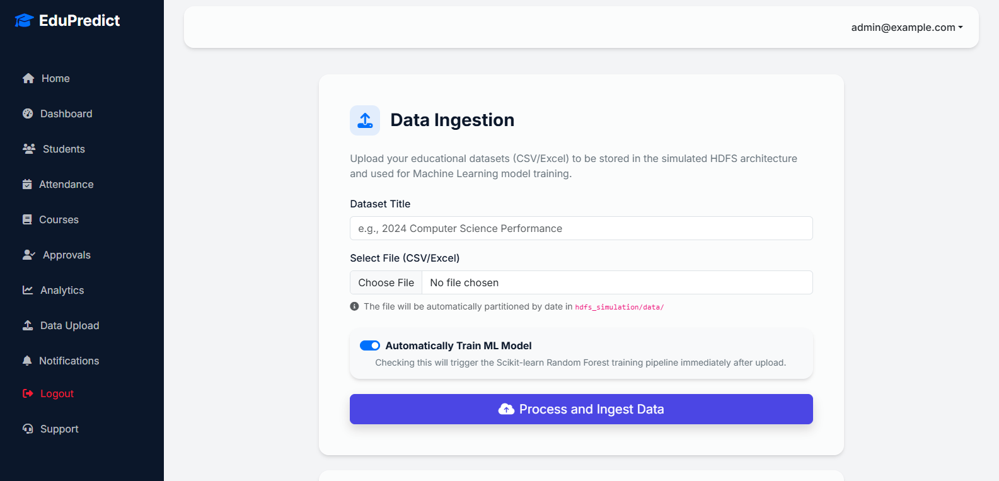 EduPredict
admin@example.com
Home
Dashboard
Students
Attendance
Courses
Approvals
Analytics
Data Upload
Notifications
Logout
Support
Data Ingestion
Upload your educational datasets (CSV/Excel) to be stored in the simulated HDFS architecture
and used for Machine Learning model training.
Dataset Title
e.g., 2024 Computer Science Performance
Select File (CSV/Excel)
Choose File No file chosen
The file will be automatically partitioned by date in hdfs_simulation/data/
Automatically Train ML Model
Checking this will trigger the Scikit-learn Random Forest training pipeline immediately after upload.
Process and Ingest Data